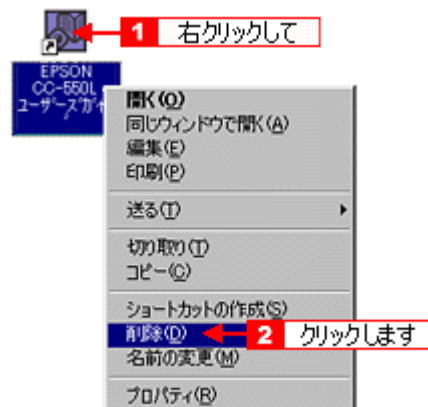 1 右クリックして
EPSON
CC-550L
ユーザーズガイド
開く(O)
同じウィンドウで開く(A)
編集(E)
印刷(P)
送る(T)
切り取り(T)
コピー(C)
ショートカットの作成(S)
削除(D) 2 クリックします
名前の変更(M)
プロパティ(R)